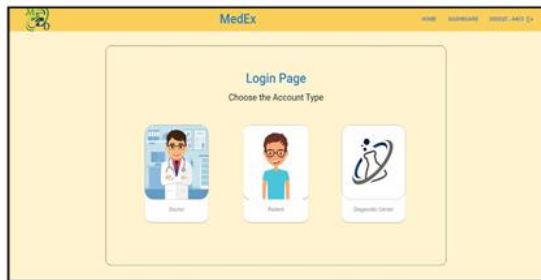 MedEx
HOME DASHBOARD
Login Page
Choose the Account Type
Doctor
Patient
Diagnostic Center